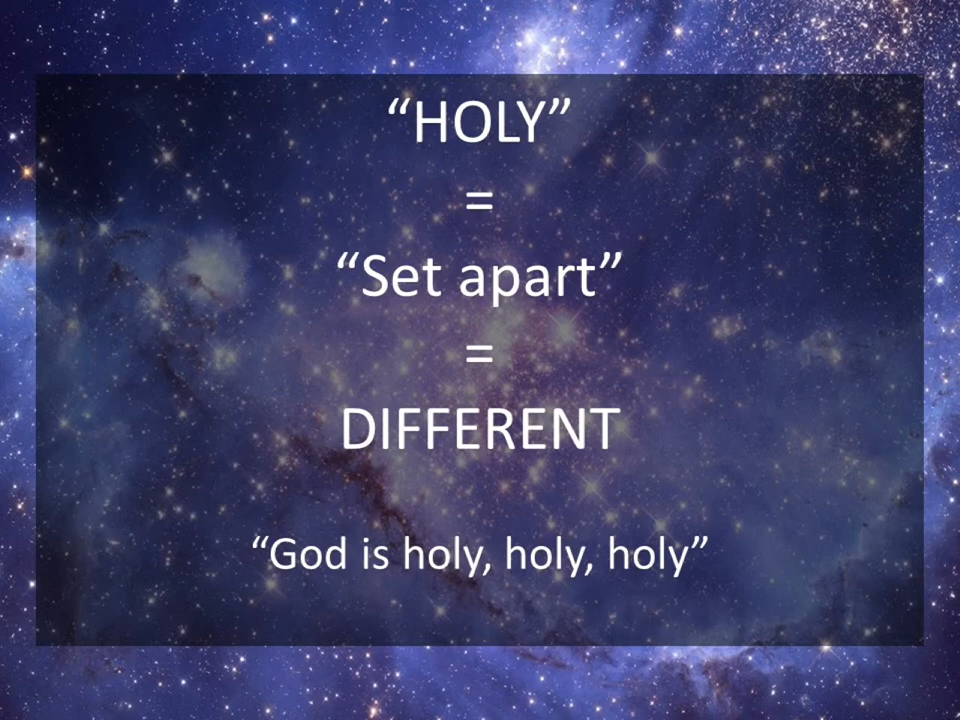 “HOLY”
=
“Set apart”
=
DIFFERENT
“God is holy, holy, holy”